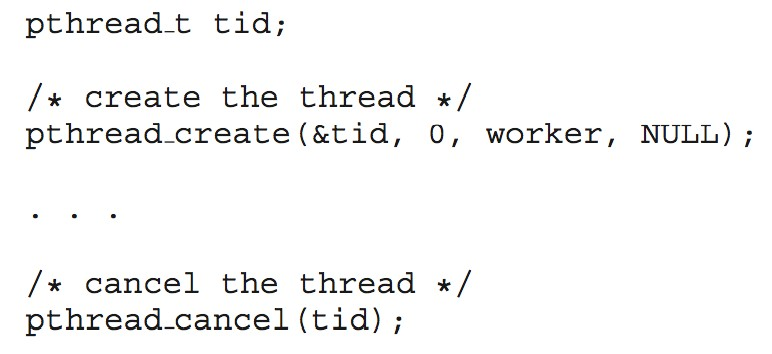 pthread_t tid;
/* create the thread */
pthread_create(&tid, 0, worker, NULL);
. . .
/* cancel the thread */
pthread_cancel(tid);